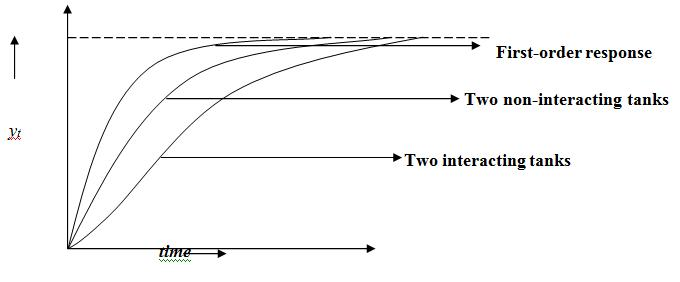 First-order response
Two non-interacting tanks
yt
Two interacting tanks
time